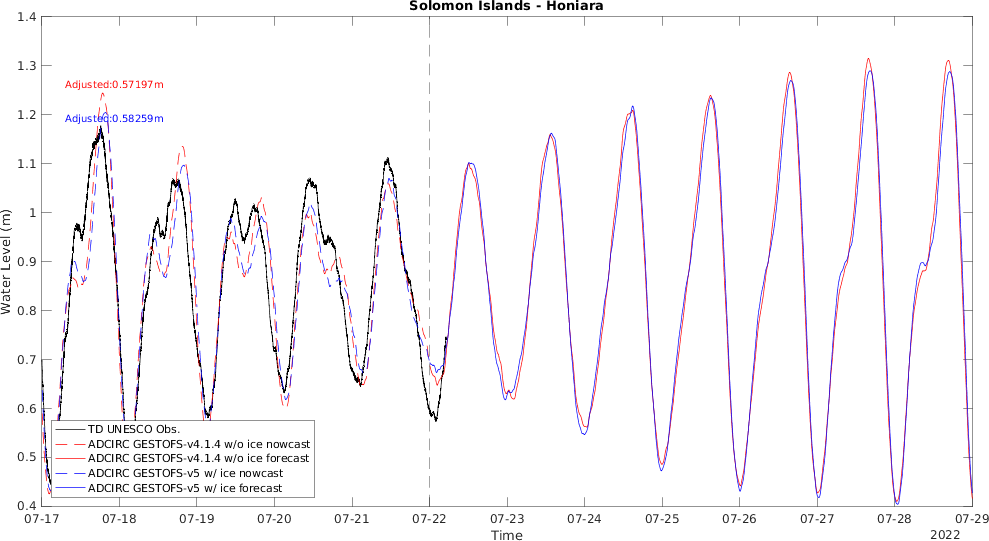 Solomon Islands - Honiara
1.4
1.3
1.2
1.1
1
0.9
0.8
0.7
0.6
0.5
0.4
Water Level (m)
Adjusted:0.57197m
Adjusted:0.58259m
TD UNESCO Obs.
ADCIRC GESTOFS-v4.1.4 w/o ice nowcast
ADCIRC GESTOFS-v4.1.4 w/o ice forecast
ADCIRC GESTOFS-v5 w/ ice nowcast
ADCIRC GESTOFS-v5 w/ ice forecast
07-17 07-18 07-19 07-20 07-21 07-22 07-23 07-24 07-25 07-26 07-27 07-28 07-29
Time
2022